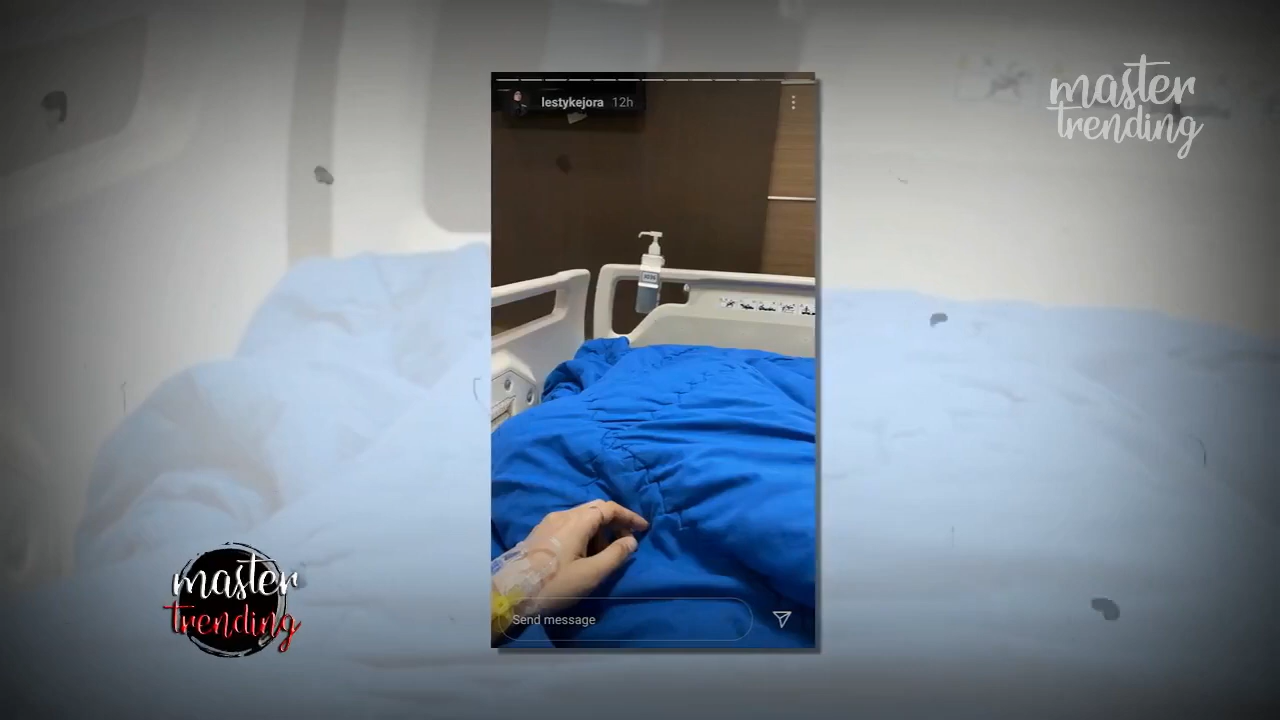 master
trending
lestykejora 12h
Send message
master
trending